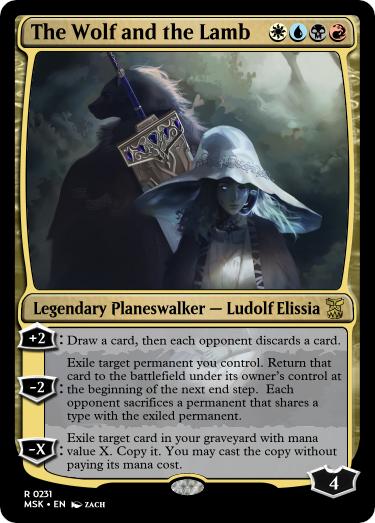 The Wolf and the Lamb
Legendary Planeswalker — Ludolf Elissia
+2: Draw a card, then each opponent discards a card.
-2: Exile target permanent you control. Return that
card to the battlefield under its owner's control at
the beginning of the next end step.  Each
opponent sacrifices a permanent that shares a
type with the exiled permanent.
-X: Exile target card in your graveyard with mana
value X. Copy it. You may cast the copy without
paying its mana cost.
4
R 0231
MSK • EN ZACH